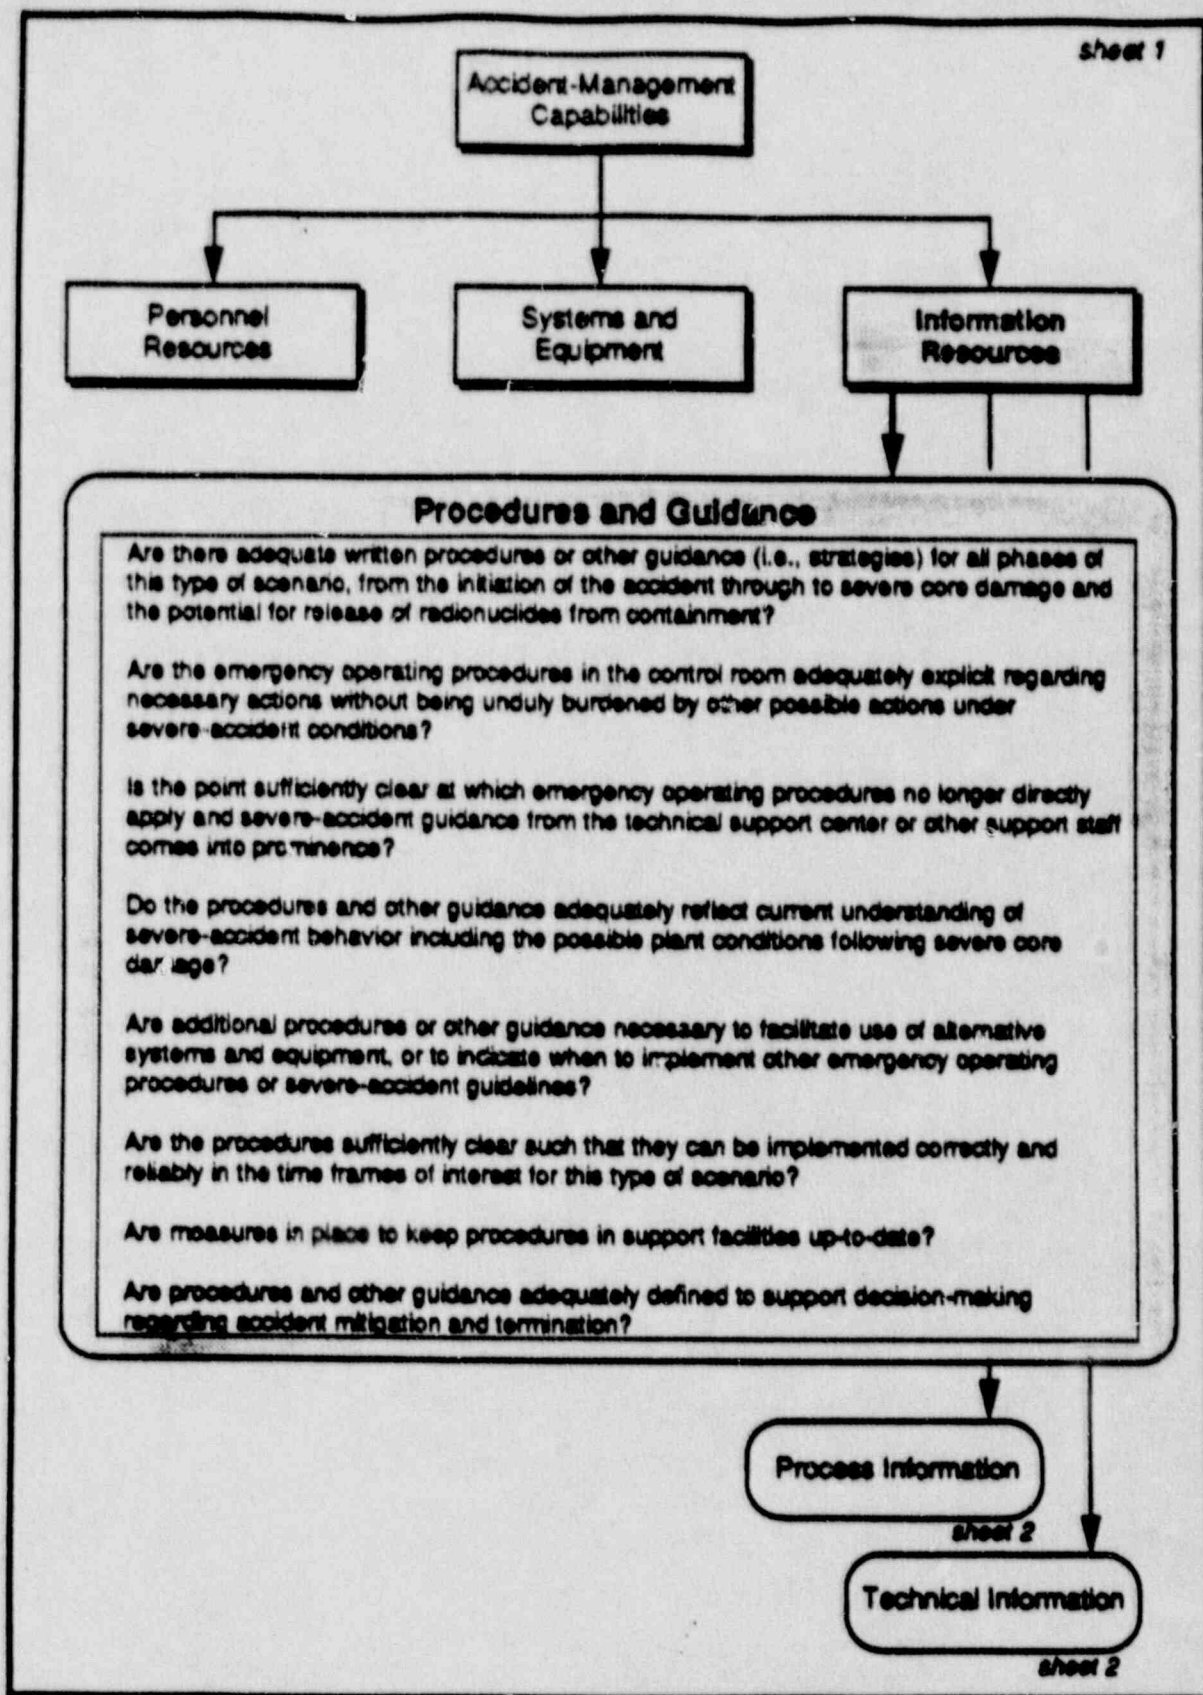 sheet 1
Accident-Management
Capabilities
Personnel
Resources
Systems and
Equipment
Information
Resources
Procedures and Guidance
Are there adequate written procedures or other guidance (i.e., strategies) for all phases of
this type of scenario, from the initiation of the accident through to severe core damage and
the potential for release of radionuclides from containment?
Are the emergency operating procedures in the control room adequately explicit regarding
necessary actions without being unduly burdened by other possible actions under
severe-accident conditions?
Is the point sufficiently clear at which emergency operating procedures no longer directly
apply and severe-accident guidance from the technical support center or other support staff
comes into prominence?
Do the procedures and other guidance adequately reflect current understanding of
severe-accident behavior including the possible plant conditions following severe core
damage?
Are additional procedures or other guidance necessary to facilitate use of alternative
systems and equipment, or to indicate when to implement other emergency operating
procedures or severe-accident guidelines?
Are the procedures sufficiently clear such that they can be implemented correctly and
reliably in the time frames of interest for this type of scenario?
Are measures in place to keep procedures in support facilities up-to-date?
Are procedures and other guidance adequately defined to support decision-making
regarding accident mitigation and termination?
Process Information
sheet 2
Technical Information
sheet 2